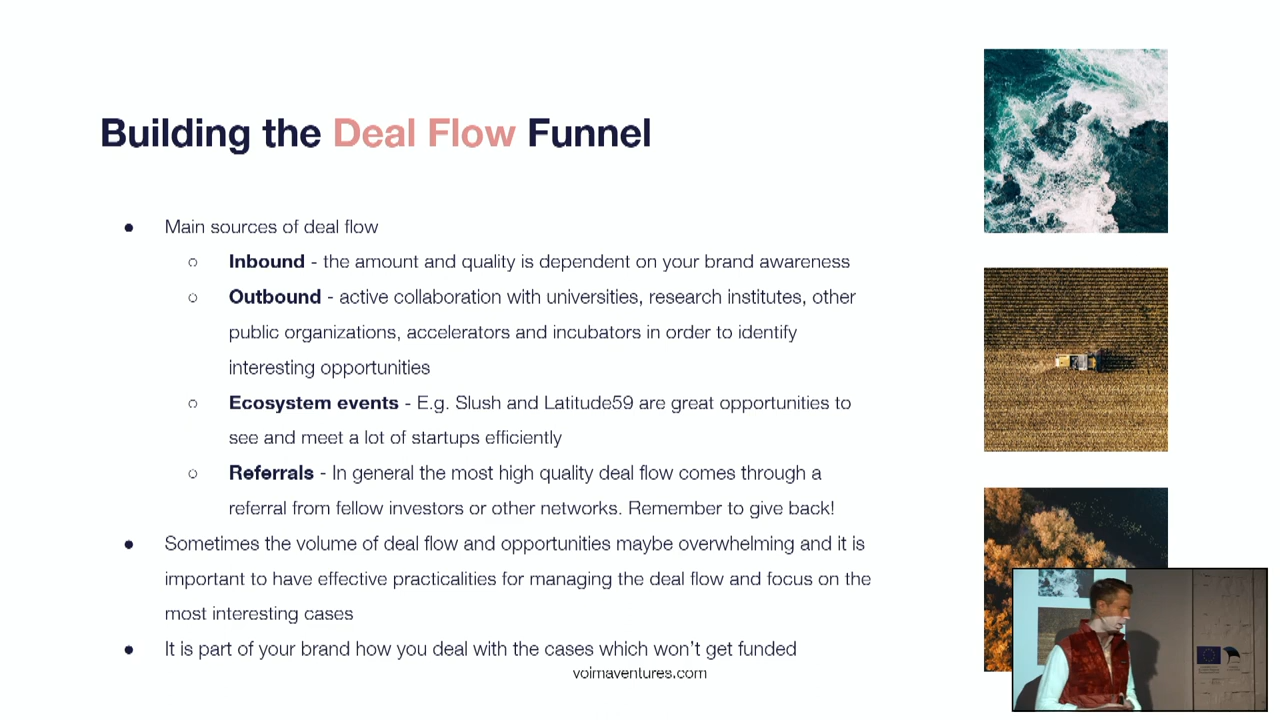 Building the Deal Flow Funnel
● Main sources of deal flow
○ Inbound - the amount and quality is dependent on your brand awareness
○ Outbound - active collaboration with universities, research institutes, other
public organizations, accelerators and incubators in order to identify
interesting opportunities
○ Ecosystem events - E.g. Slush and Latitude59 are great opportunities to
see and meet a lot of startups efficiently
○ Referrals - In general the most high quality deal flow comes through a
referral from fellow investors or other networks. Remember to give back!
● Sometimes the volume of deal flow and opportunities maybe overwhelming and it is
important to have effective practicalities for managing the deal flow and focus on the
most interesting cases
● It is part of your brand how you deal with the cases which won't get funded
voimaventures.com